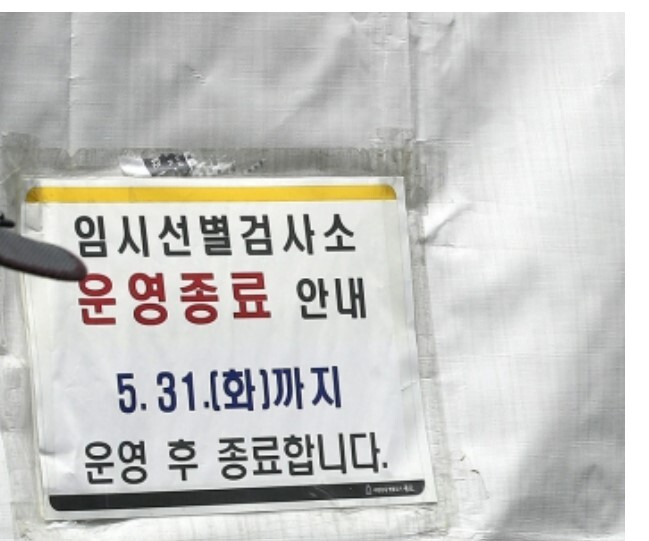 임시선별검사소
운영종료 안내
5.31.(화)까지
운영 후 종료합니다.